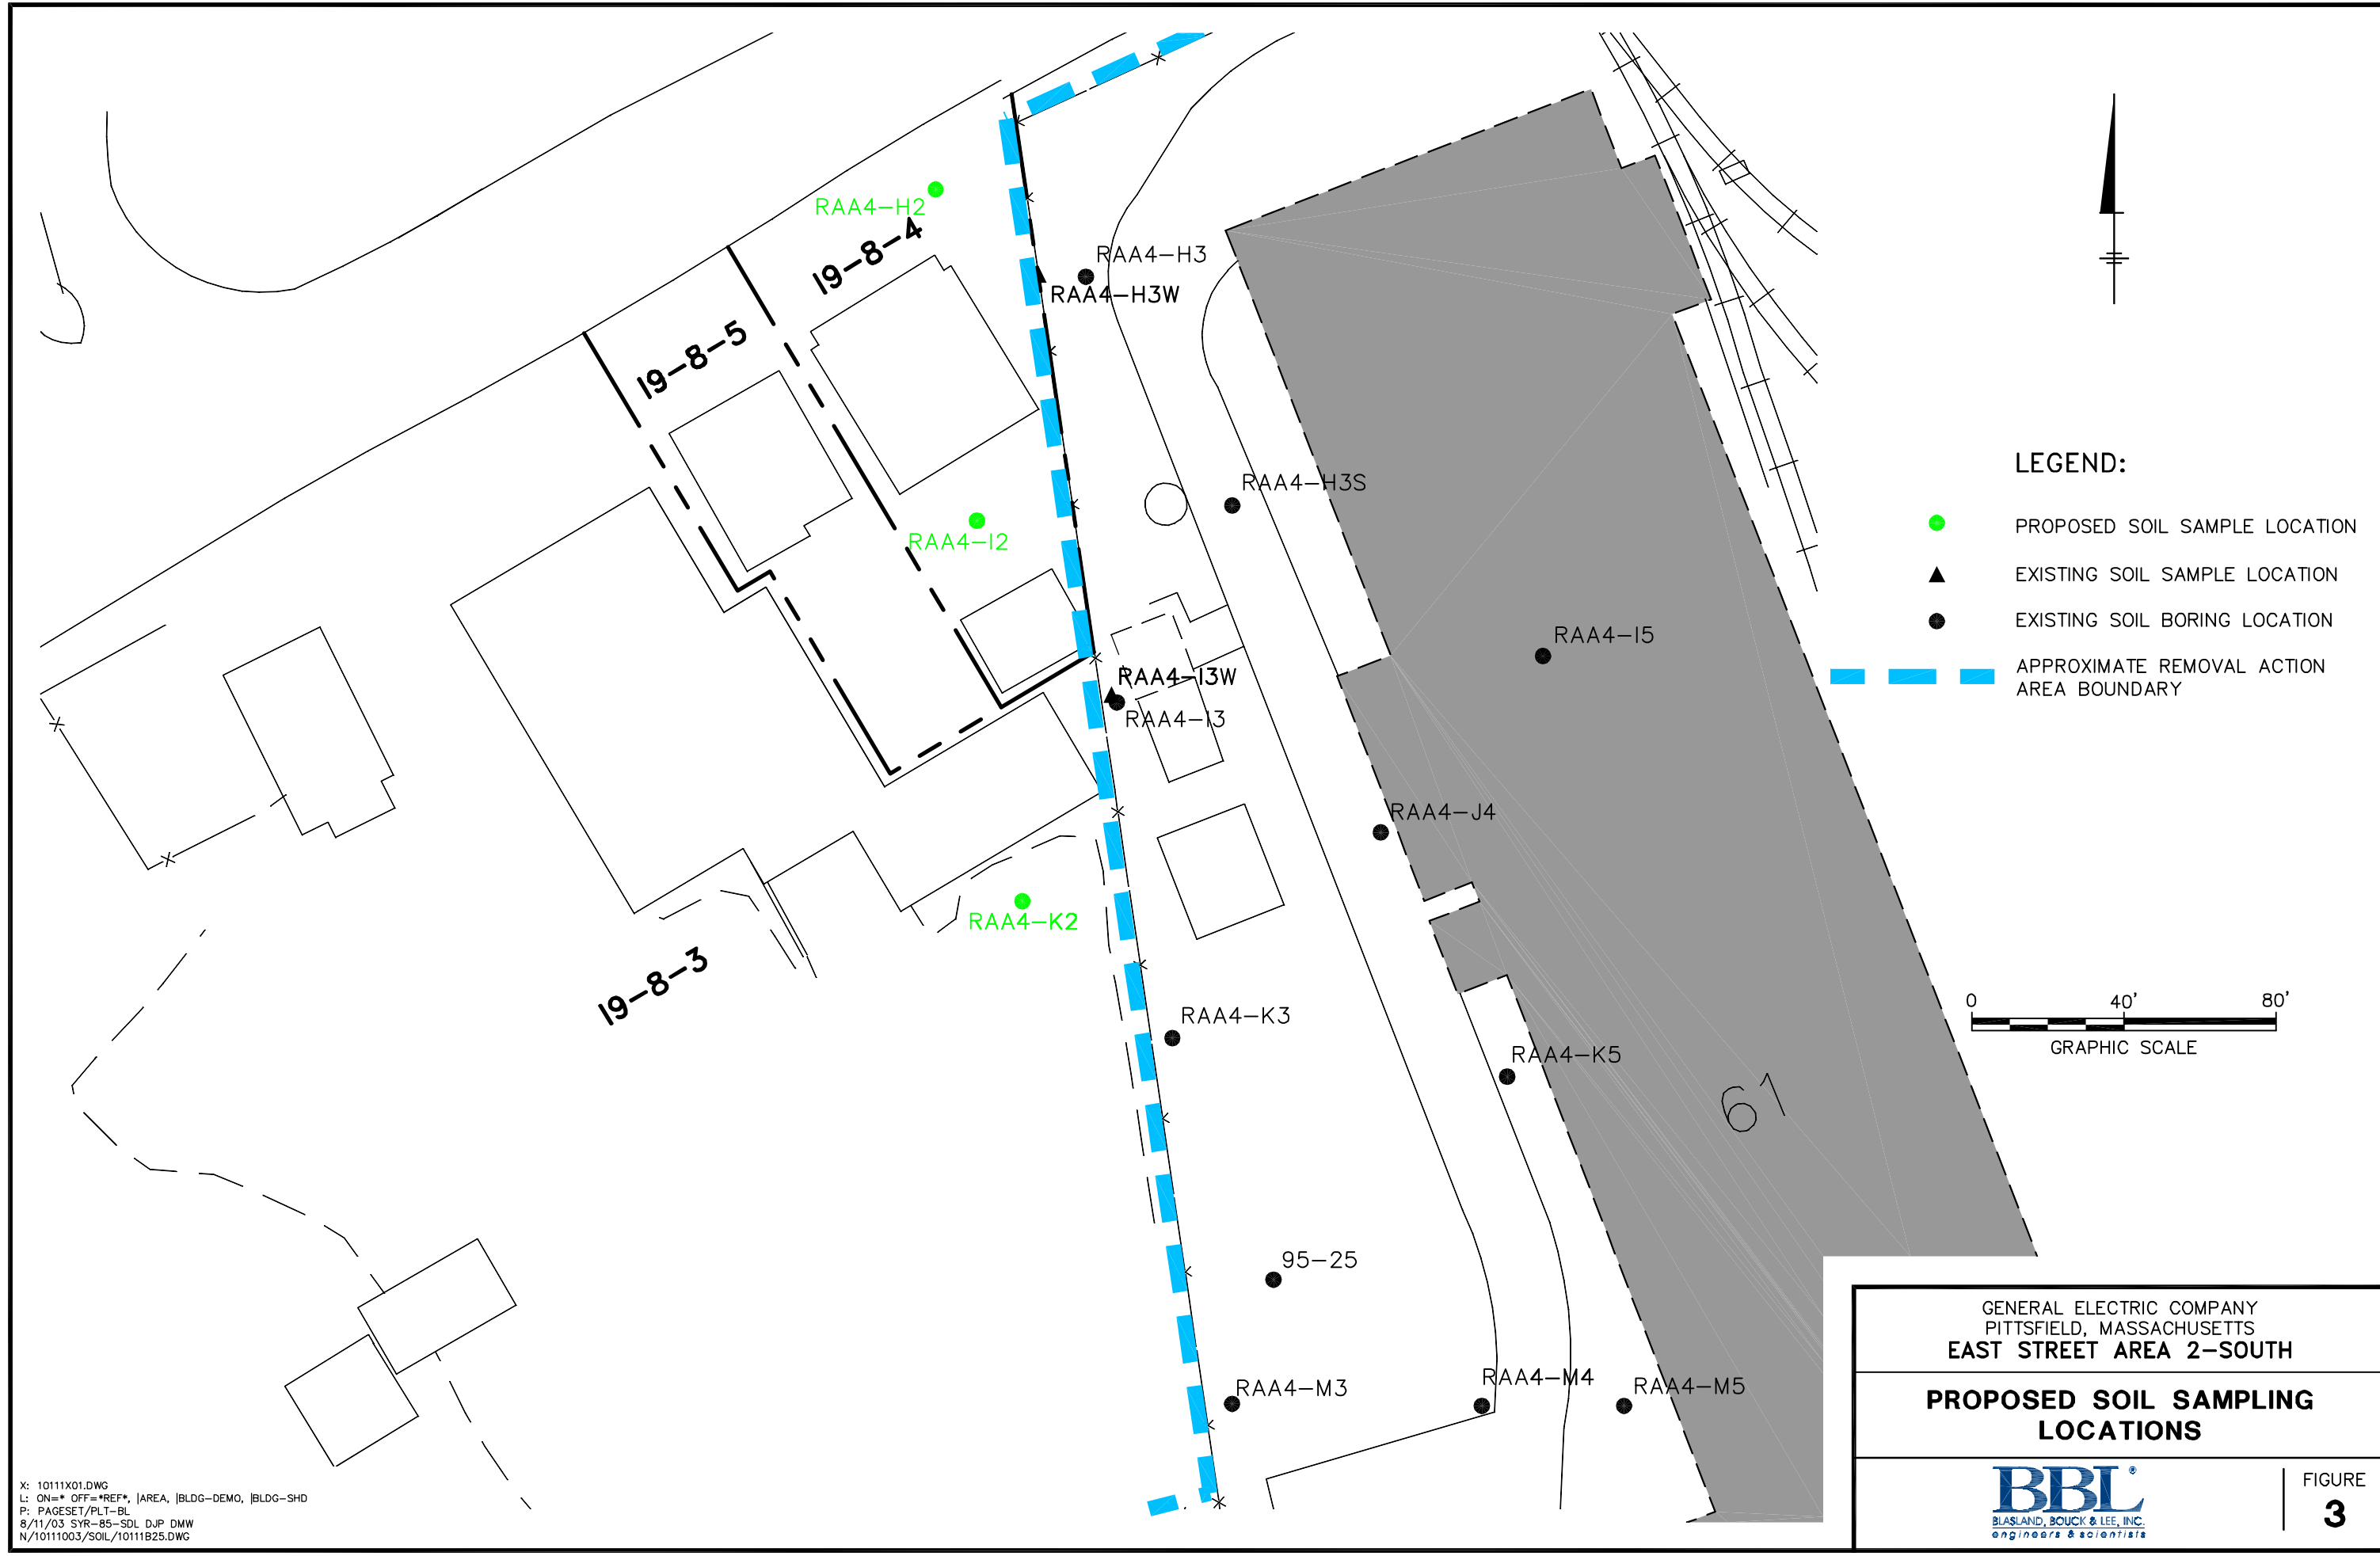 RAA4-H2
19-8-4
RAA4-H3
RAA4-H3W
19-8-5
RAA4-H3S
RAA4-I2
RAA4-I5
RAA4-I3W
RAA4-I3
RAA4-J4
RAA4-K2
19-8-3
RAA4-K3
RAA4-K5
61
95-25
RAA4-M3
RAA4-M4
RAA4-M5
LEGEND:
PROPOSED SOIL SAMPLE LOCATION
EXISTING SOIL SAMPLE LOCATION
EXISTING SOIL BORING LOCATION
APPROXIMATE REMOVAL ACTION
AREA BOUNDARY
0 40' 80'
GRAPHIC SCALE
GENERAL ELECTRIC COMPANY
PITTSFIELD, MASSACHUSETTS
EAST STREET AREA 2-SOUTH
PROPOSED SOIL SAMPLING
LOCATIONS
BBL®
BLASLAND, BOUCK & LEE, INC.
engineers & scientists
FIGURE
3
X: 10111X01.DWG
L: ON=* OFF=*REF*, |AREA, |BLDG-DEMO, |BLDG-SHD
P: PAGESET/PLT-BL
8/11/03 SYR-85-SDL DJP DMW
N/10111003/SOIL/10111B25.DWG